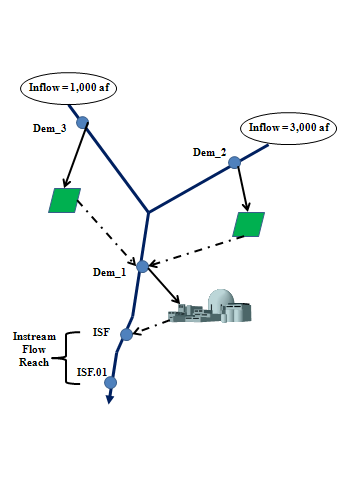 Inflow = 1,000 af
Inflow = 3,000 af
Dem_3
Dem_2
Dem_1
ISF
Instream
Flow
Reach
ISF.01